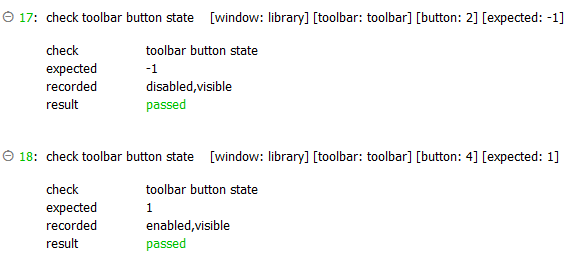 17: check toolbar button state [window: library] [toolbar: toolbar] [button: 2] [expected: -1]
check toolbar button state
expected -1
recorded disabled,visible
result passed
18: check toolbar button state [window: library] [toolbar: toolbar] [button: 4] [expected: 1]
check toolbar button state
expected 1
recorded enabled,visible
result passed